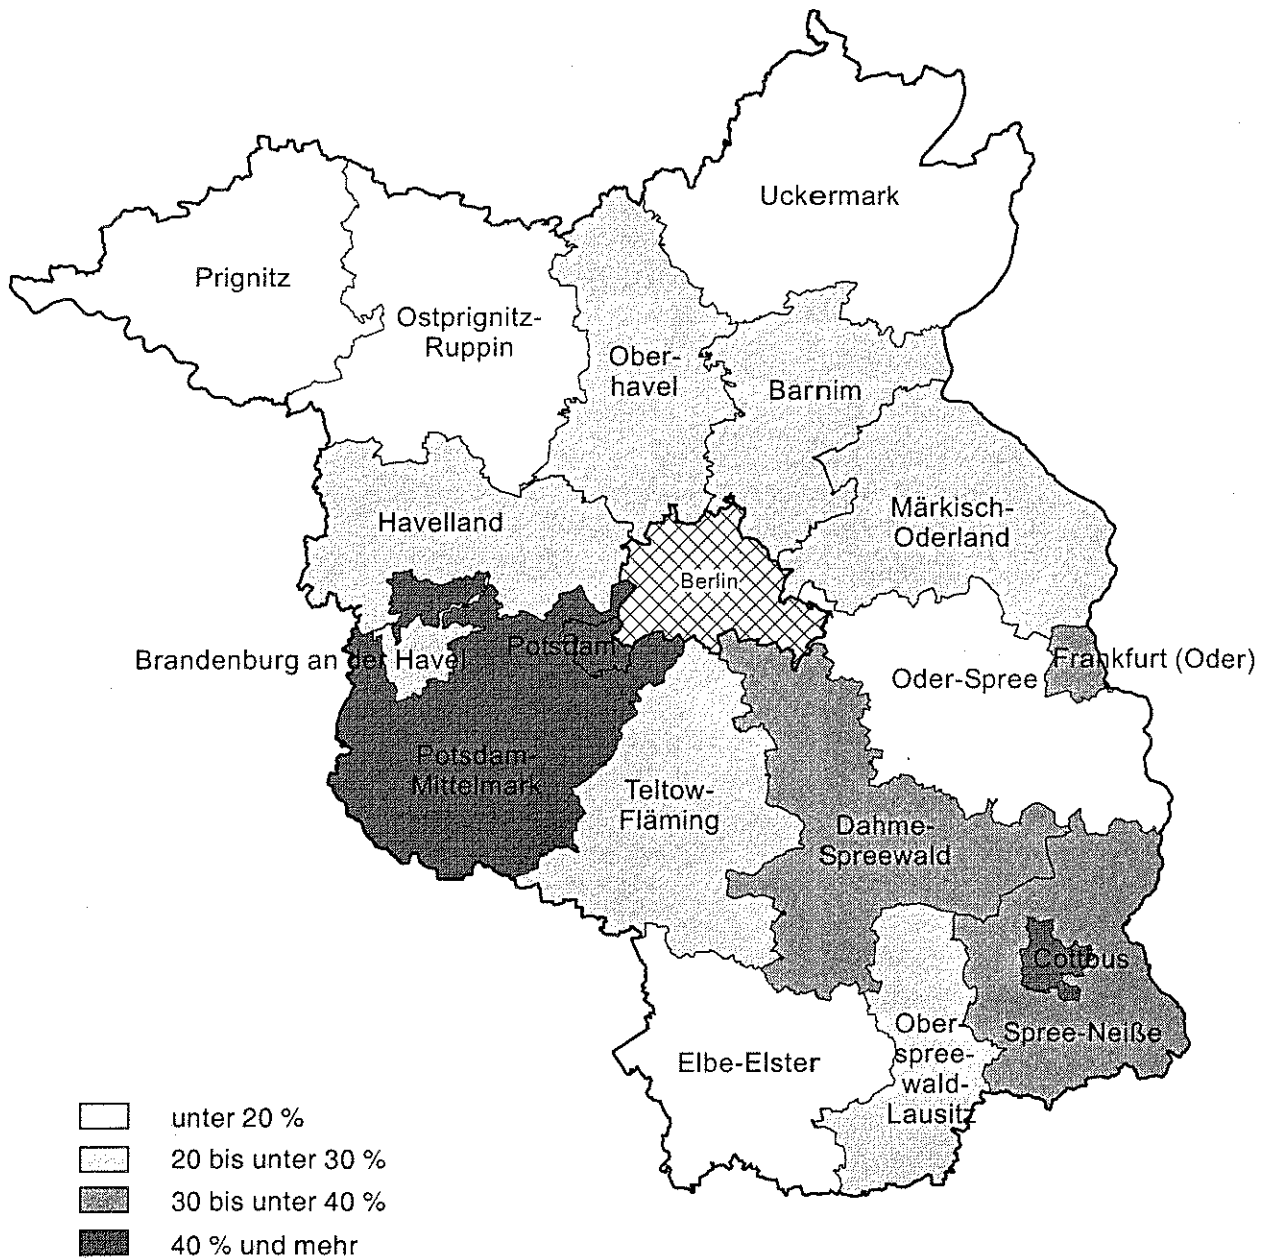 Uckermark
Prignitz
Ostprignitz-
Ruppin
Ober-
havel
Barnim
Havelland
Märkisch-
Oderland
Berlin
Brandenburg an der Havel
Potsdam
Oder-Spree
Frankfurt (Oder)
Potsdam-
Mittelmark
Teltow-
Fläming
Dahme-
Spreewald
Cottbus
Spree-Neiße
Elbe-Elster
Ober-
spree-
wald-
Lausitz
unter 20 %
20 bis unter 30 %
30 bis unter 40 %
40 % und mehr